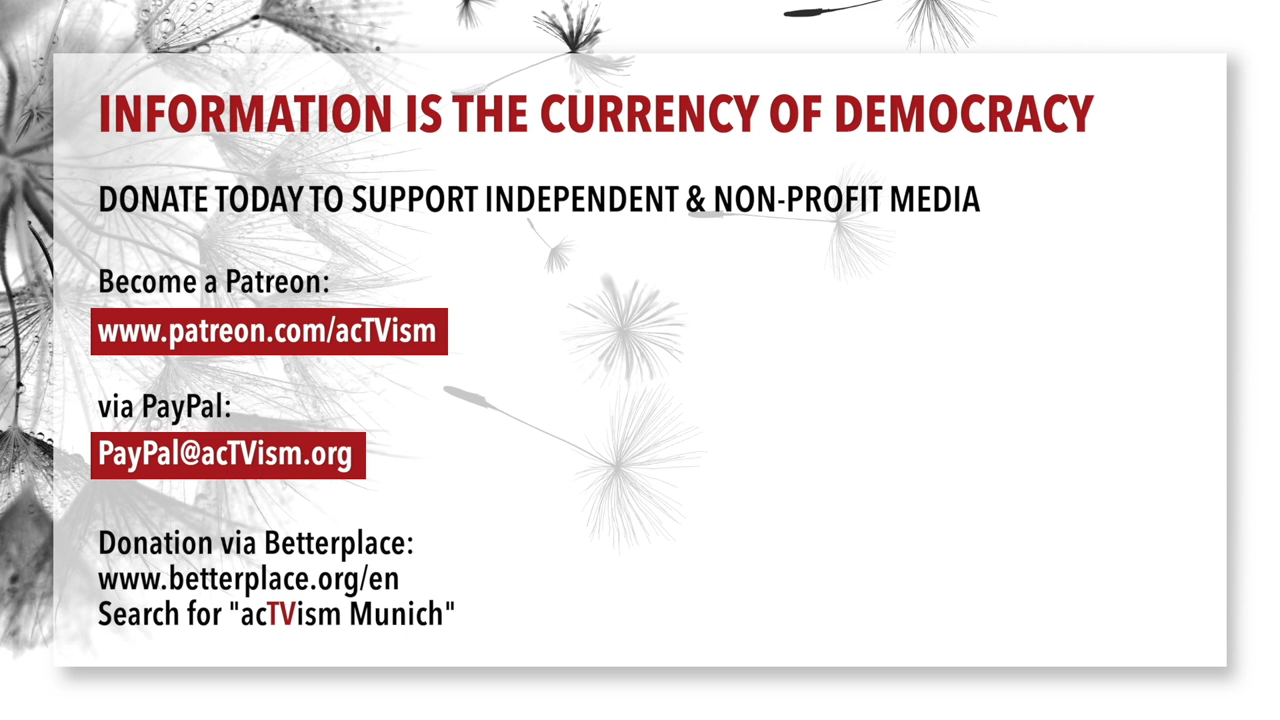 INFORMATION IS THE CURRENCY OF DEMOCRACY
DONATE TODAY TO SUPPORT INDEPENDENT & NON-PROFIT MEDIA
Become a Patreon:
www.patreon.com/acTVism
via PayPal:
PayPal@acTVism.org
Donation via Betterplace:
www.betterplace.org/en
Search for "acTVism Munich"